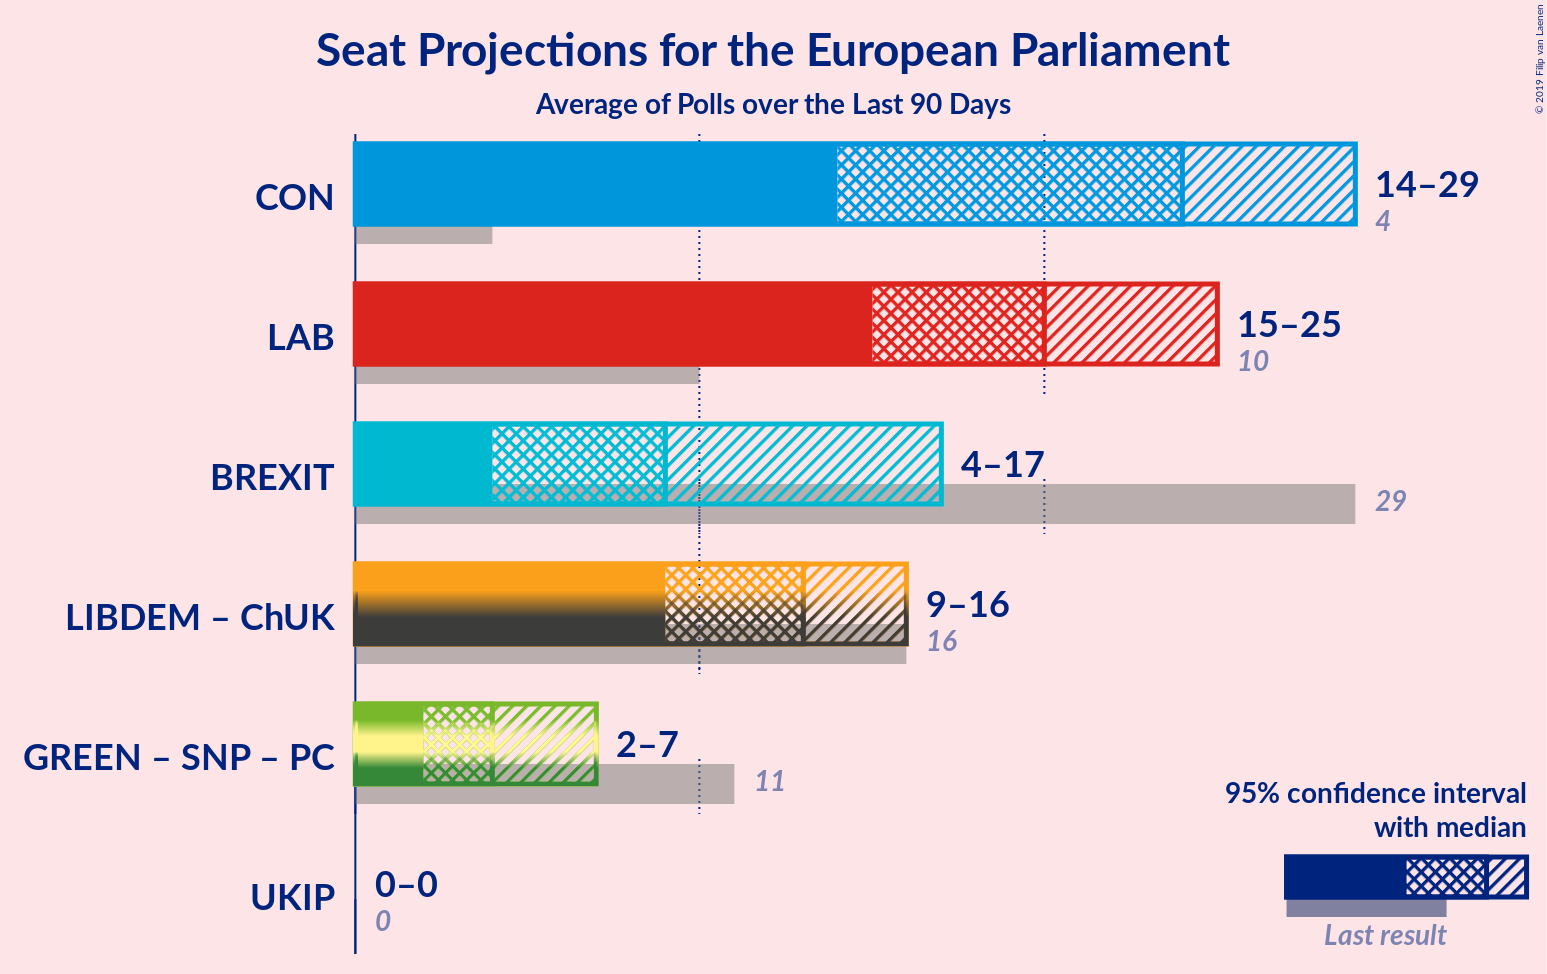 Seat Projections for the European Parliament
Average of Polls over the Last 90 Days
© 2019 Filip van Laenen
CON
14–29
4
LAB
15–25
10
BREXIT
4–17
29
LIBDEM – ChUK
9–16
16
GREEN – SNP – PC
2–7
11
UKIP
0–0
0
95% confidence interval
with median
Last result